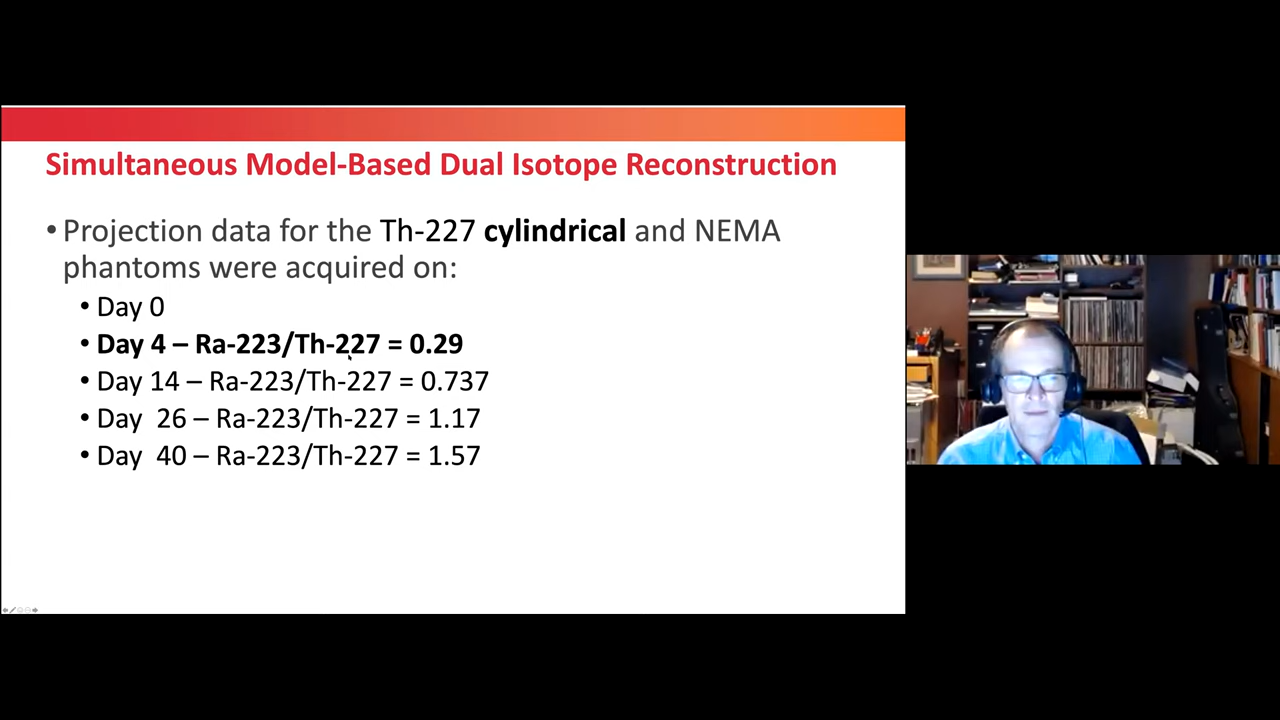 Simultaneous Model-Based Dual Isotope Reconstruction
• Projection data for the Th-227 cylindrical and NEMA
phantoms were acquired on:
• Day 0
• Day 4 – Ra-223/Th-227 = 0.29
• Day 14 – Ra-223/Th-227 = 0.737
• Day 26 – Ra-223/Th-227 = 1.17
• Day 40 – Ra-223/Th-227 = 1.57